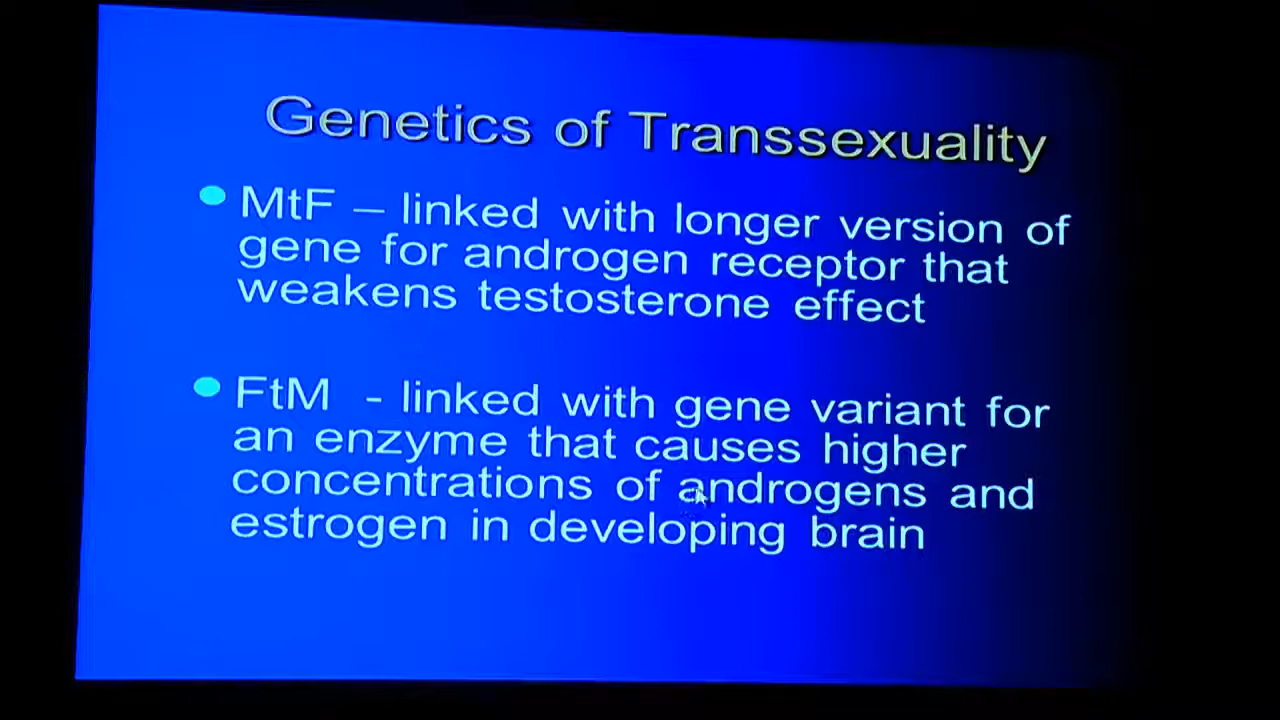 Genetics of Transsexuality
MtF – linked with longer version of
gene for androgen receptor that
weakens testosterone effect
FtM - linked with gene variant for
an enzyme that causes higher
concentrations of androgens and
estrogen in developing brain